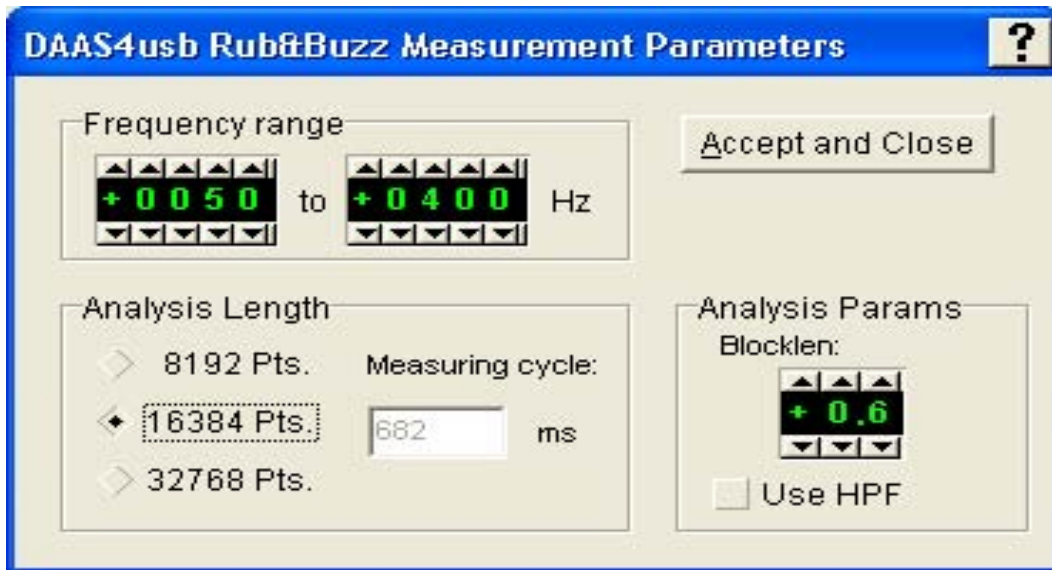 DAAS4usb Rub&Buzz Measurement Parameters ?
Frequency range
+0050 to +0400 Hz
Accept and Close
Analysis Length
8192 Pts.
16384 Pts.
32768 Pts.
Measuring cycle:
682 ms
Analysis Params
Blocklen:
+ 0.6
Use HPF